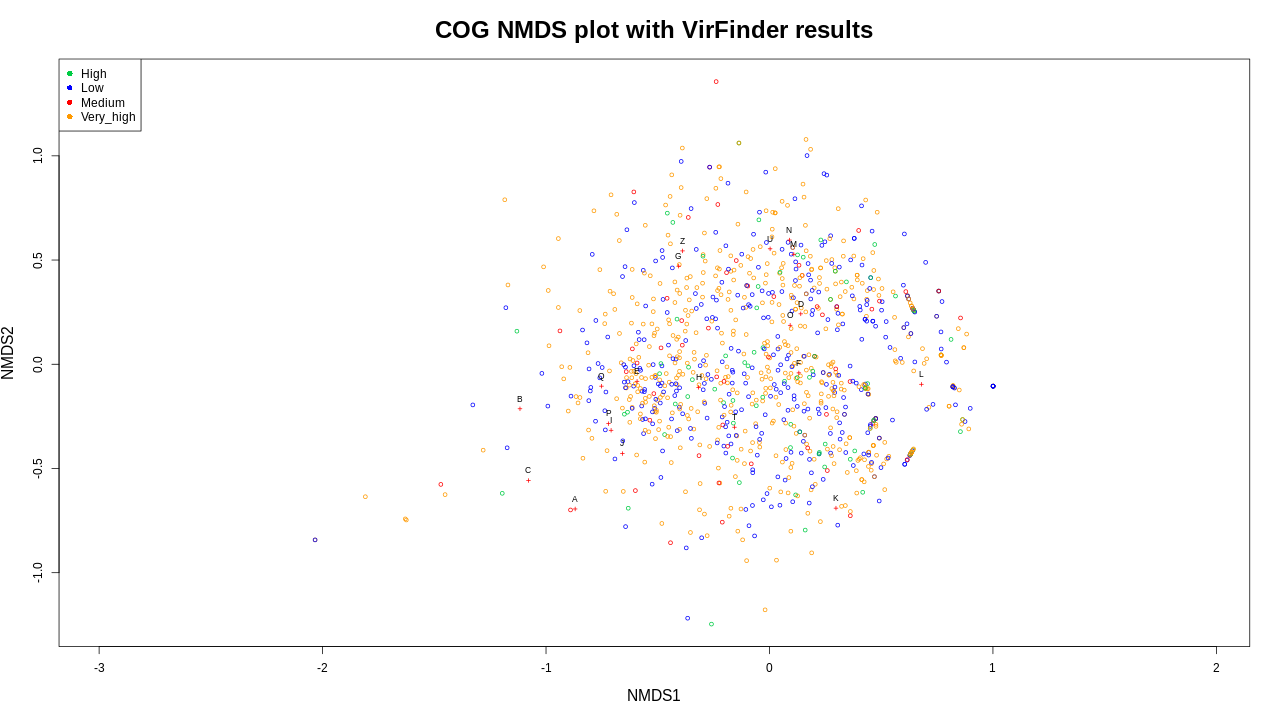 COG NMDS plot with VirFinder results
High
Low
Medium
Very_high
NMDS2
1.0
0.5
0.0
-0.5
-1.0
N
U
M
Z
G
D
O
F
E
Q
H
L
B
P
I
T
J
C
A
K
-3
-2
-1
0
1
2
NMDS1